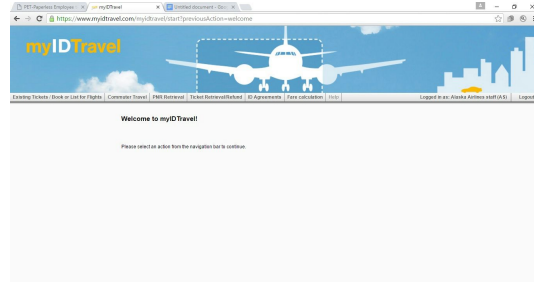 PET-Paperless Employee
myIDTravel
Untitled document - Goo
https://www.myidtravel.com/myidtravel/start?previousAction=welcome
myIDTravel
Existing Tickets / Book or List for Flights
Commuter Travel
PNR Retrieval
Ticket Retrieval/Refund
ID Agreements
Fare calculation
Help
Logged in as: Alaska Airlines staff (AS)
Logout
Welcome to myIDTravel!
Please select an action from the navigation bar to continue.